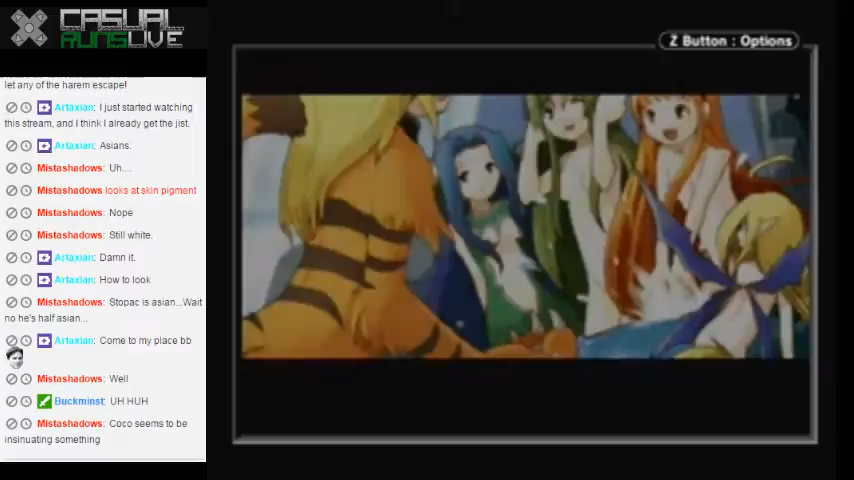 CASUAL
RUNSLIVE
Z Button : Options
let any of the harem escape!
Artaxian: I just started watching
this stream, and I think I already get the jist.
Artaxian: Asians.
Mistashadows: Uh....
Mistashadows looks at skin pigment
Mistashadows: Nope
Mistashadows: Still white.
Artaxian: Damn it.
Artaxian: How to look
Mistashadows: Stopac is asian...Wait
no he's half asian...
Artaxian: Come to my place bb
Mistashadows: Well
Buckminst: UH HUH
Mistashadows: Coco seems to be
insinuating something